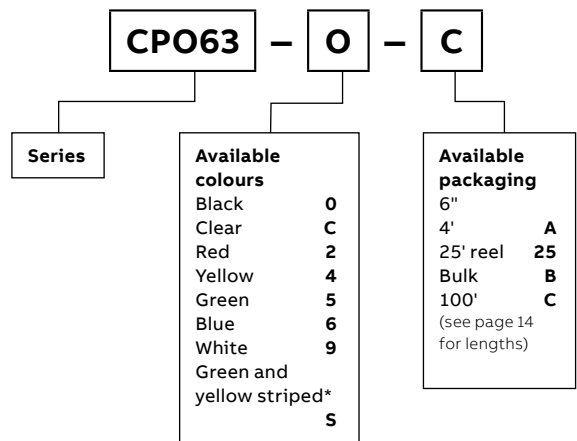 CPO63 – O – C
Series
Available
colours
Black 0
Clear C
Red 2
Yellow 4
Green 5
Blue 6
White 9
Green and
yellow striped*
S
Available
packaging
6"
4' A
25' reel 25
Bulk B
100' C
(see page 14
for lengths)